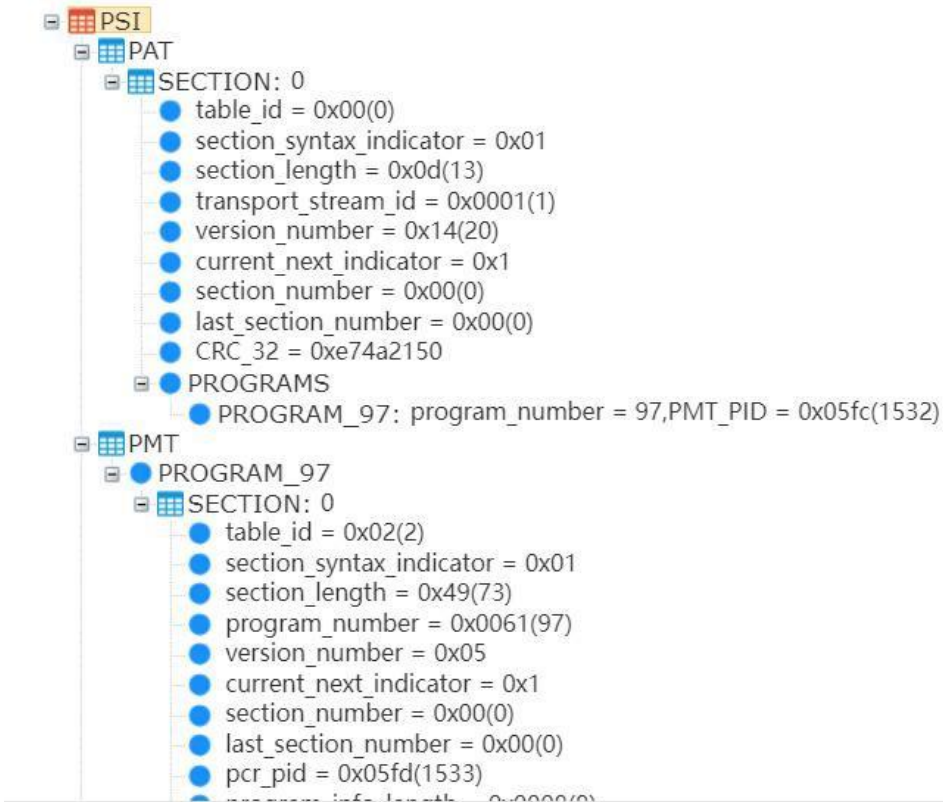 PSI
PAT
SECTION: 0
table_id = 0x00(0)
section_syntax_indicator = 0x01
section_length = 0x0d(13)
transport_stream_id = 0x0001(1)
version_number = 0x14(20)
current_next_indicator = 0x1
section_number = 0x00(0)
last_section_number = 0x00(0)
CRC_32 = 0xe74a2150
PROGRAMS
PROGRAM_97: program_number = 97,PMT_PID = 0x05fc(1532)
PMT
PROGRAM_97
SECTION: 0
table_id = 0x02(2)
section_syntax_indicator = 0x01
section_length = 0x49(73)
program_number = 0x0061(97)
version_number = 0x05
current_next_indicator = 0x1
section_number = 0x00(0)
last_section_number = 0x00(0)
pcr_pid = 0x05fd(1533)